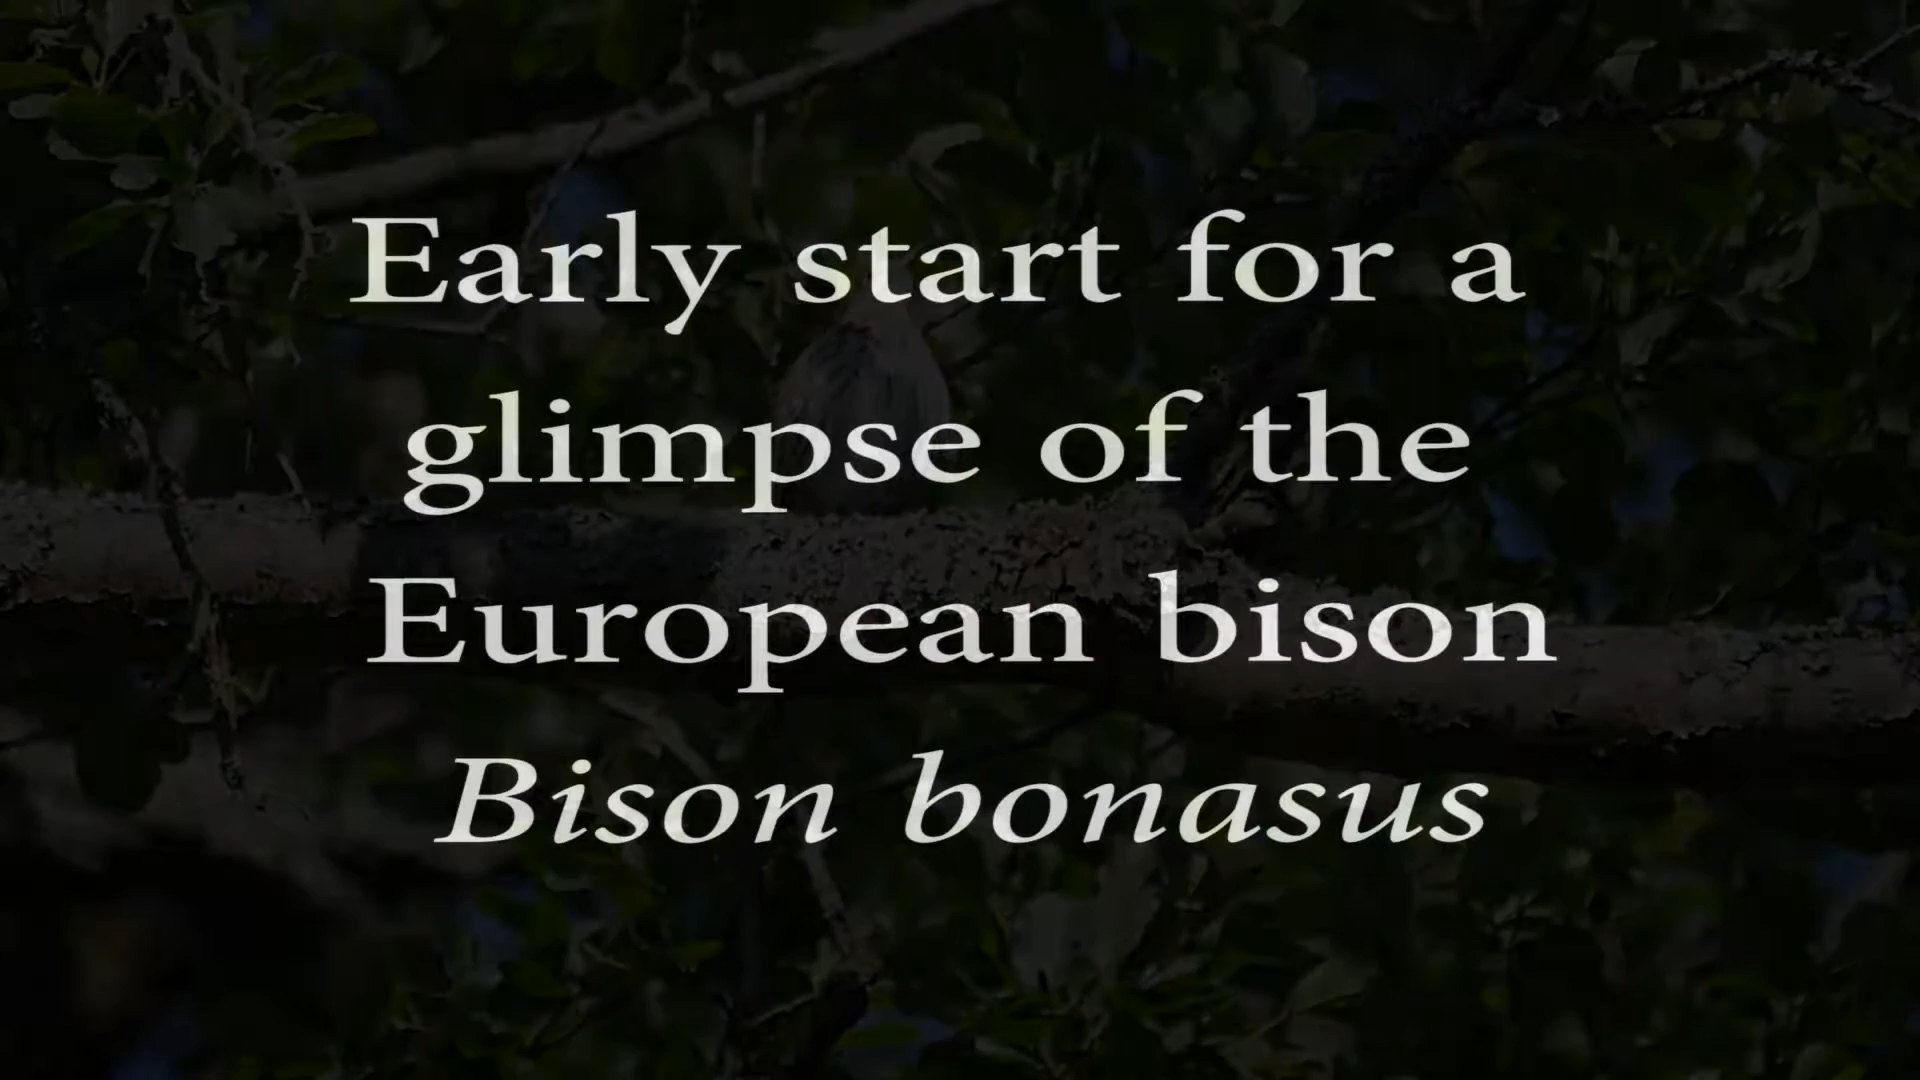 Early start for a
glimpse of the
European bison
Bison bonasus